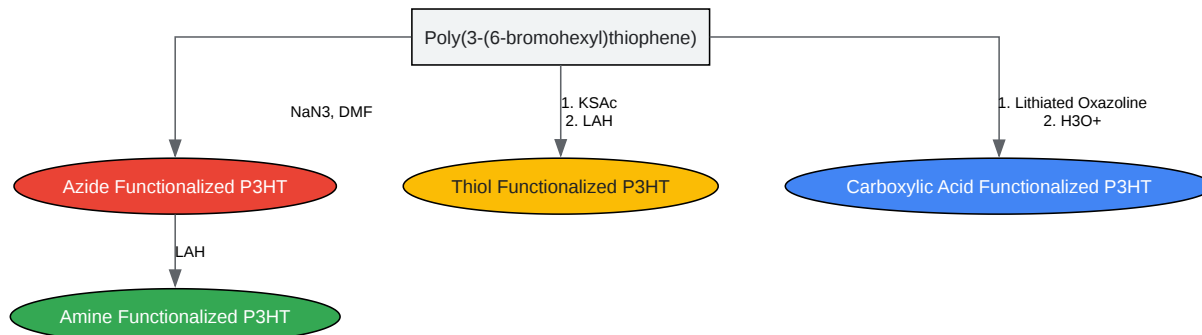 Poly(3-(6-bromohexyl)thiophene)
NaN3, DMF
1. KSAc
2. LAH
1. Lithiated Oxazoline
2. H3O+
Azide Functionalized P3HT
Thiol Functionalized P3HT
Carboxylic Acid Functionalized P3HT
LAH
Amine Functionalized P3HT